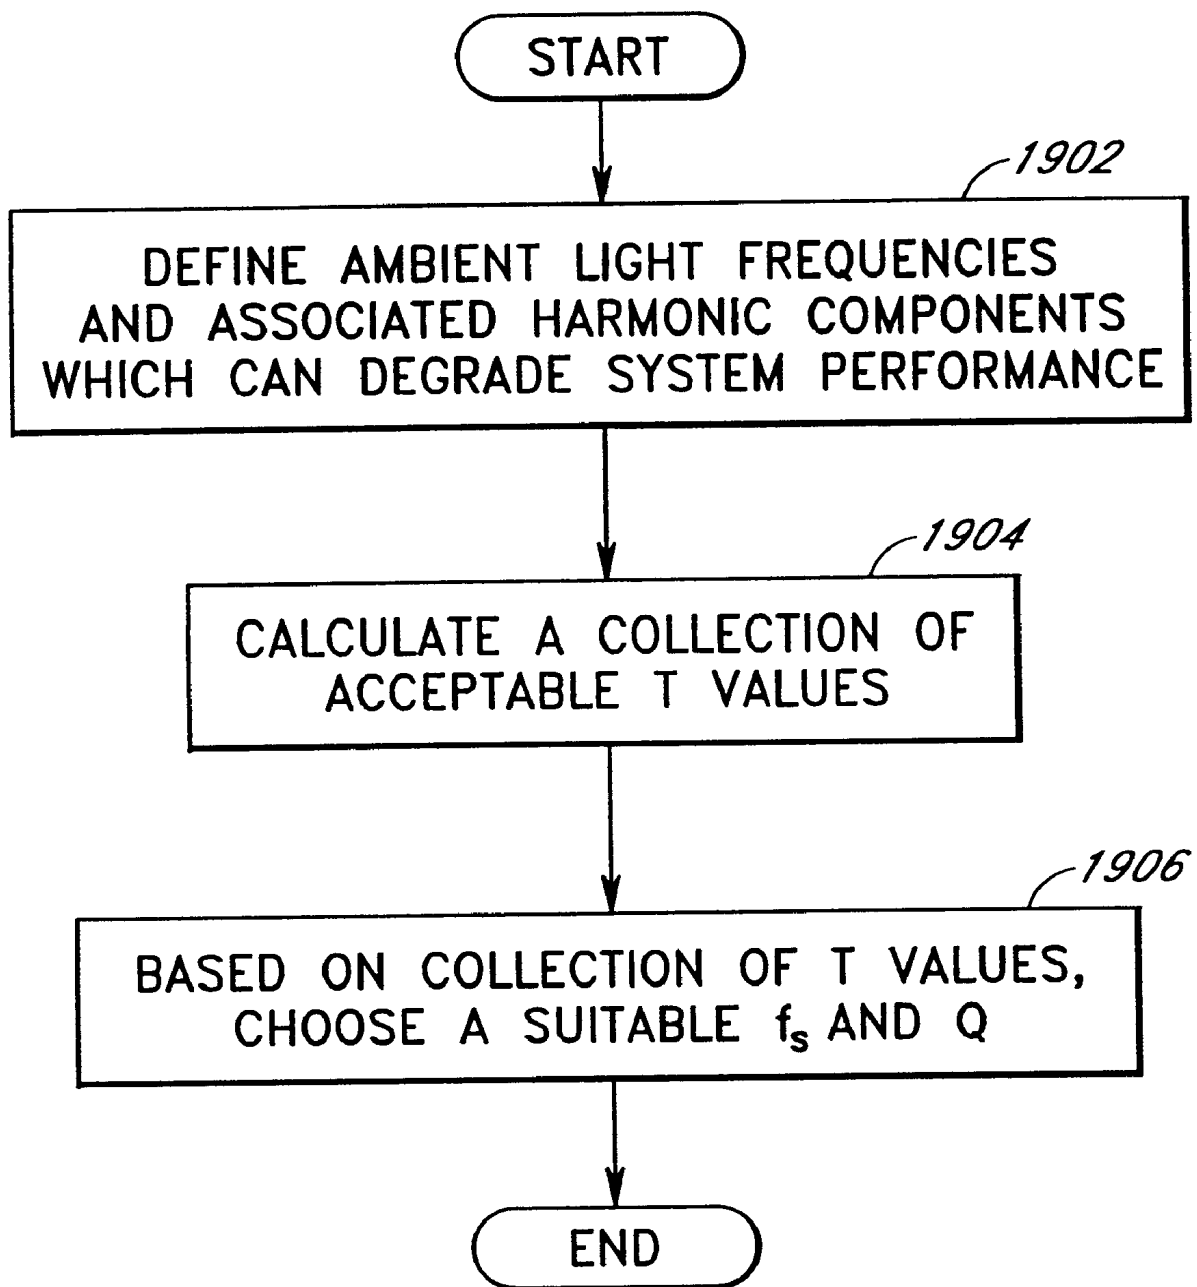 START
1902
DEFINE AMBIENT LIGHT FREQUENCIES
AND ASSOCIATED HARMONIC COMPONENTS
WHICH CAN DEGRADE SYSTEM PERFORMANCE
1904
CALCULATE A COLLECTION OF
ACCEPTABLE T VALUES
1906
BASED ON COLLECTION OF T VALUES,
CHOOSE A SUITABLE fs AND Q
END